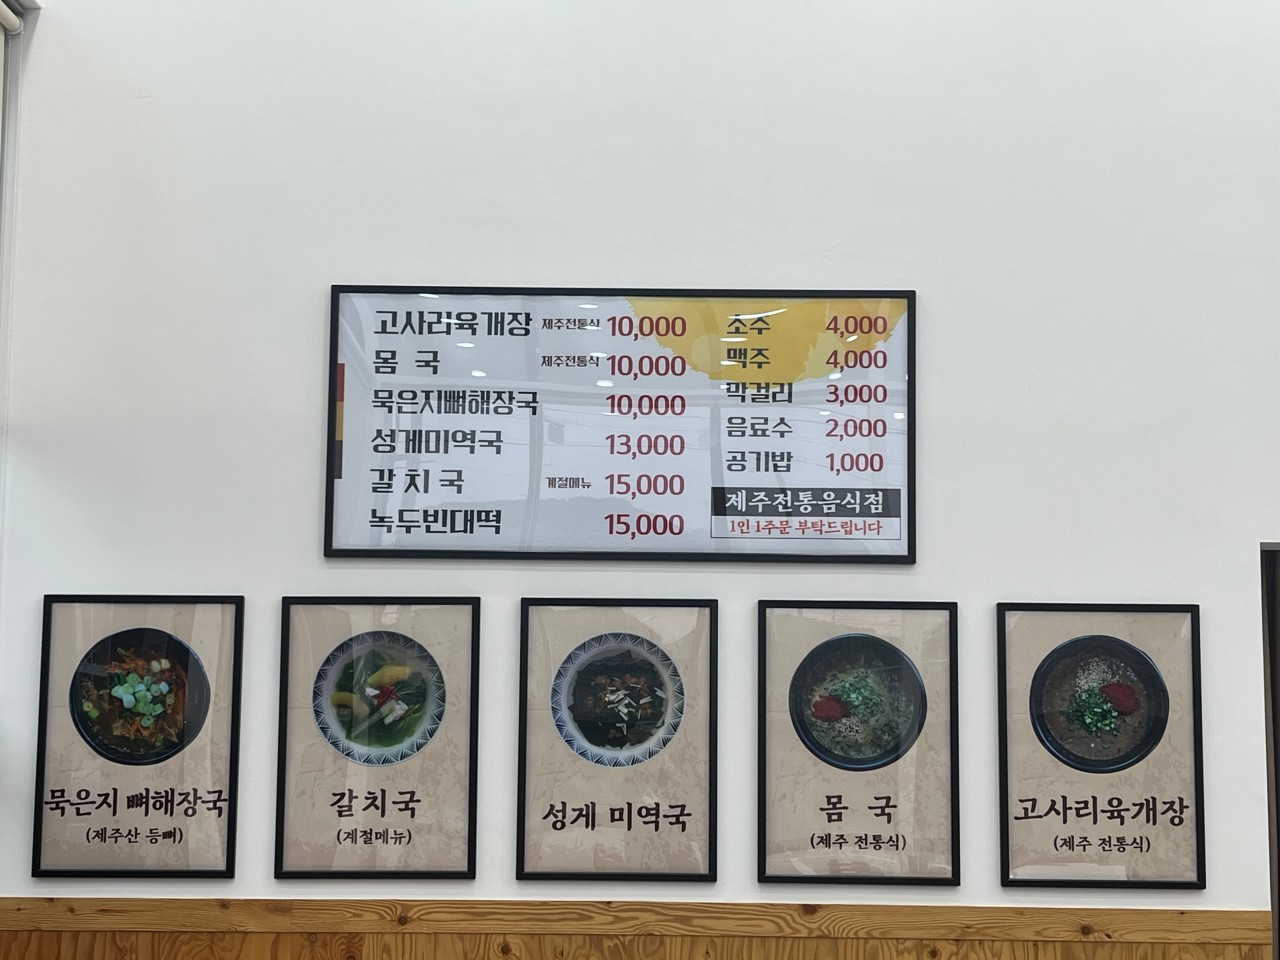 고사리육개장 제주전통식 10,000
몸 국 제주전통식 10,000
묵은지뼈해장국 10,000
성게미역국 13,000
갈치국 계절메뉴 15,000
녹두빈대떡 15,000
소주 4,000
맥주 4,000
막걸리 3,000
음료수 2,000
공기밥 1,000
제주전통음식점
1인 1주문 부탁드립니다
묵은지 뼈해장국
(제주산 등뼈)
갈치국
(계절메뉴)
성게 미역국
몸 국
(제주 전통식)
고사리육개장
(제주 전통식)